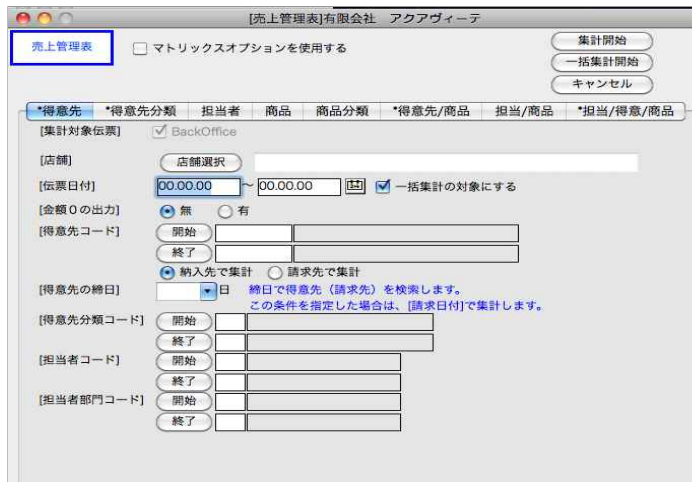 [売上管理表]有限会社 アクアヴィーテ
売上管理表
マトリックスオプションを使用する
集計開始
一括集計開始
キャンセル
*得意先 *得意先分類 担当者 商品 商品分類 *得意先/商品 担当/商品 *担当/得意/商品
[集計対象伝票] BackOffice
[店舗] 店舗選択
[伝票日付] 00.00.00 ~ 00.00.00 一括集計の対象にする
[金額0の出力] 無 有
[得意先コード] 開始
終了
納入先で集計 請求先で集計
[得意先の締日] 日 締日で得意先（請求先）を検索します。
この条件を指定した場合は、[請求日付]で集計します。
[得意先分類コード] 開始
終了
[担当者コード] 開始
終了
[担当者部門コード] 開始
終了